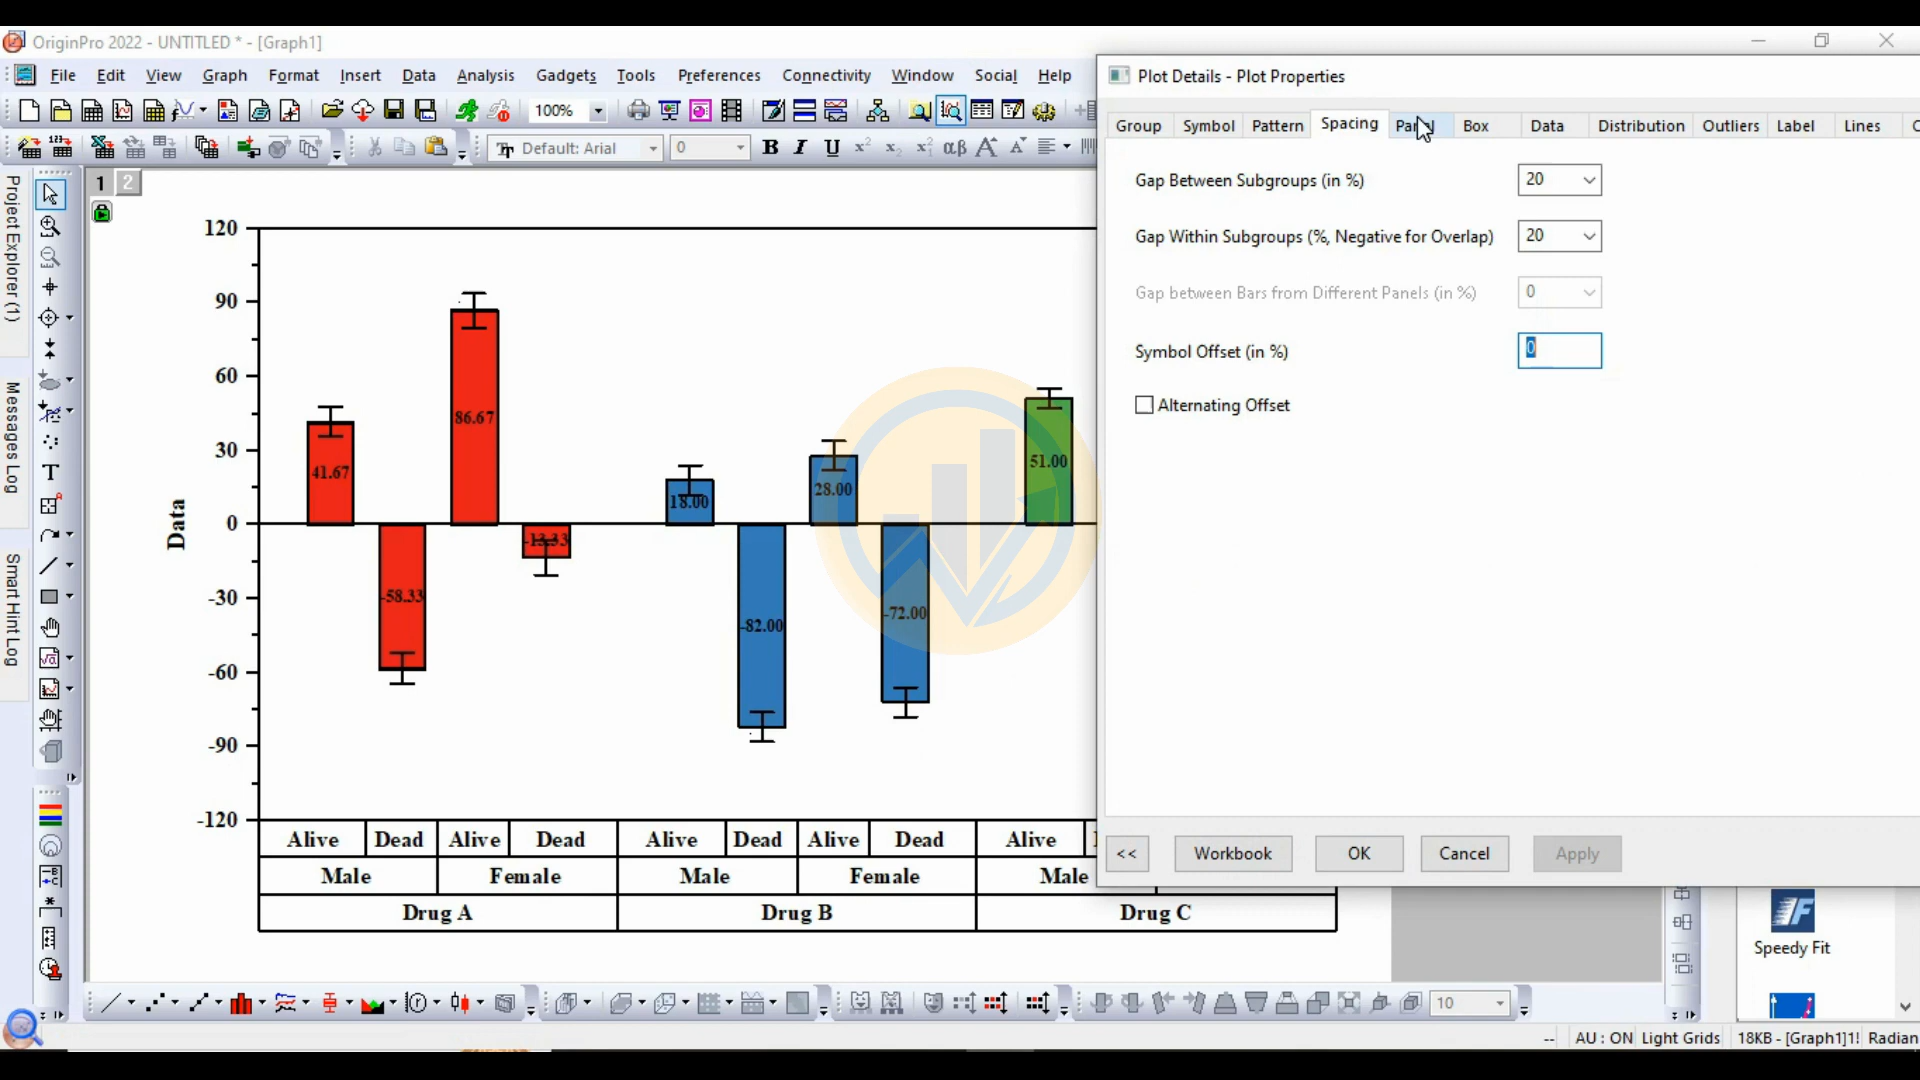 OriginPro 2022 - UNTITLED * - [Graph1]
File Edit View Graph Format Insert Data Analysis Gadgets Tools Preferences Connectivity Window Social Help
100%
Default: Arial 0 B I U αβ
Project Explorer (1)
Messages Log
Smart Hint Log
1 2
Data
120
90
60
30
0
-30
-60
-90
-120
41.67
-58.33
86.67
-13.33
18.00
-82.00
28.00
-72.00
51.00
Alive Dead Alive Dead Alive Dead Alive Dead Alive
Male Female Male Female Male
Drug A Drug B Drug C
Plot Details - Plot Properties
Group Symbol Pattern Spacing Box Data Distribution Outliers Label Lines
Gap Between Subgroups (in %) 20
Gap Within Subgroups (%, Negative for Overlap) 20
Gap between Bars from Different Panels (in %) 0
Symbol Offset (in %) 0
Alternating Offset
<< Workbook OK Cancel Apply
Speedy Fit
10
-- AU : ON Light Grids 18KB - [Graph1]1! Radian